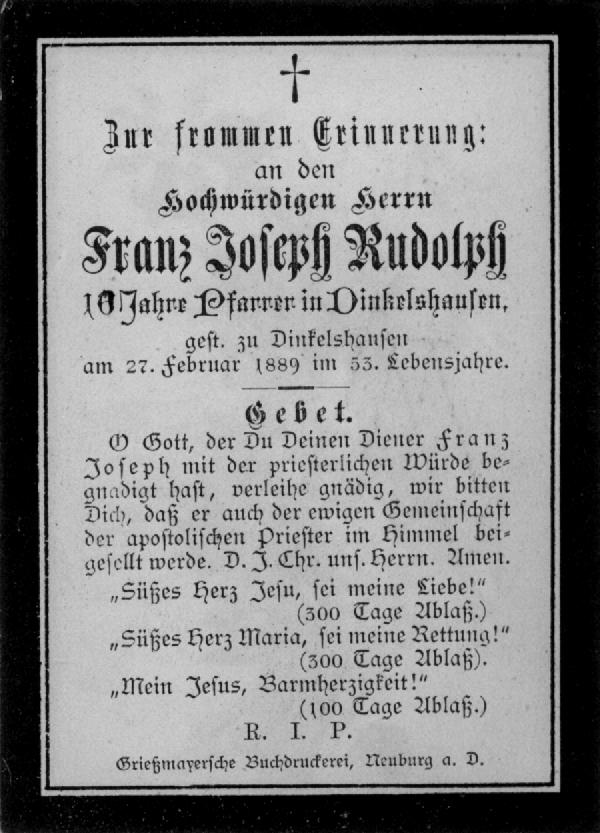 Zur frommen Erinnerung:
an den
Hochwürdigen Herrn
Franz Joseph Rudolph
10 Jahre Pfarrer in Dinkelshausen,
gest. zu Dinkelshausen
am 27. Februar 1889 im 53. Lebensjahre.
Gebet.
O Gott, der Du Deinen Diener Franz
Joseph mit der priesterlichen Würde be-
gnadigt hast, verleihe gnädig, wir bitten
Dich, daß er auch der ewigen Gemeinschaft
der apostolischen Priester im Himmel bei-
gesellt werde. D. J. Chr. uns. Herrn. Amen.
„Süßes Herz Jesu, sei meine Liebe!“
(300 Tage Ablaß.)
„Süßes Herz Maria, sei meine Rettung!“
(300 Tage Ablaß).
„Mein Jesus, Barmherzigkeit!“
(100 Tage Ablaß.)
R. I. P.
Grießmayersche Buchdruckerei, Neuburg a. D.